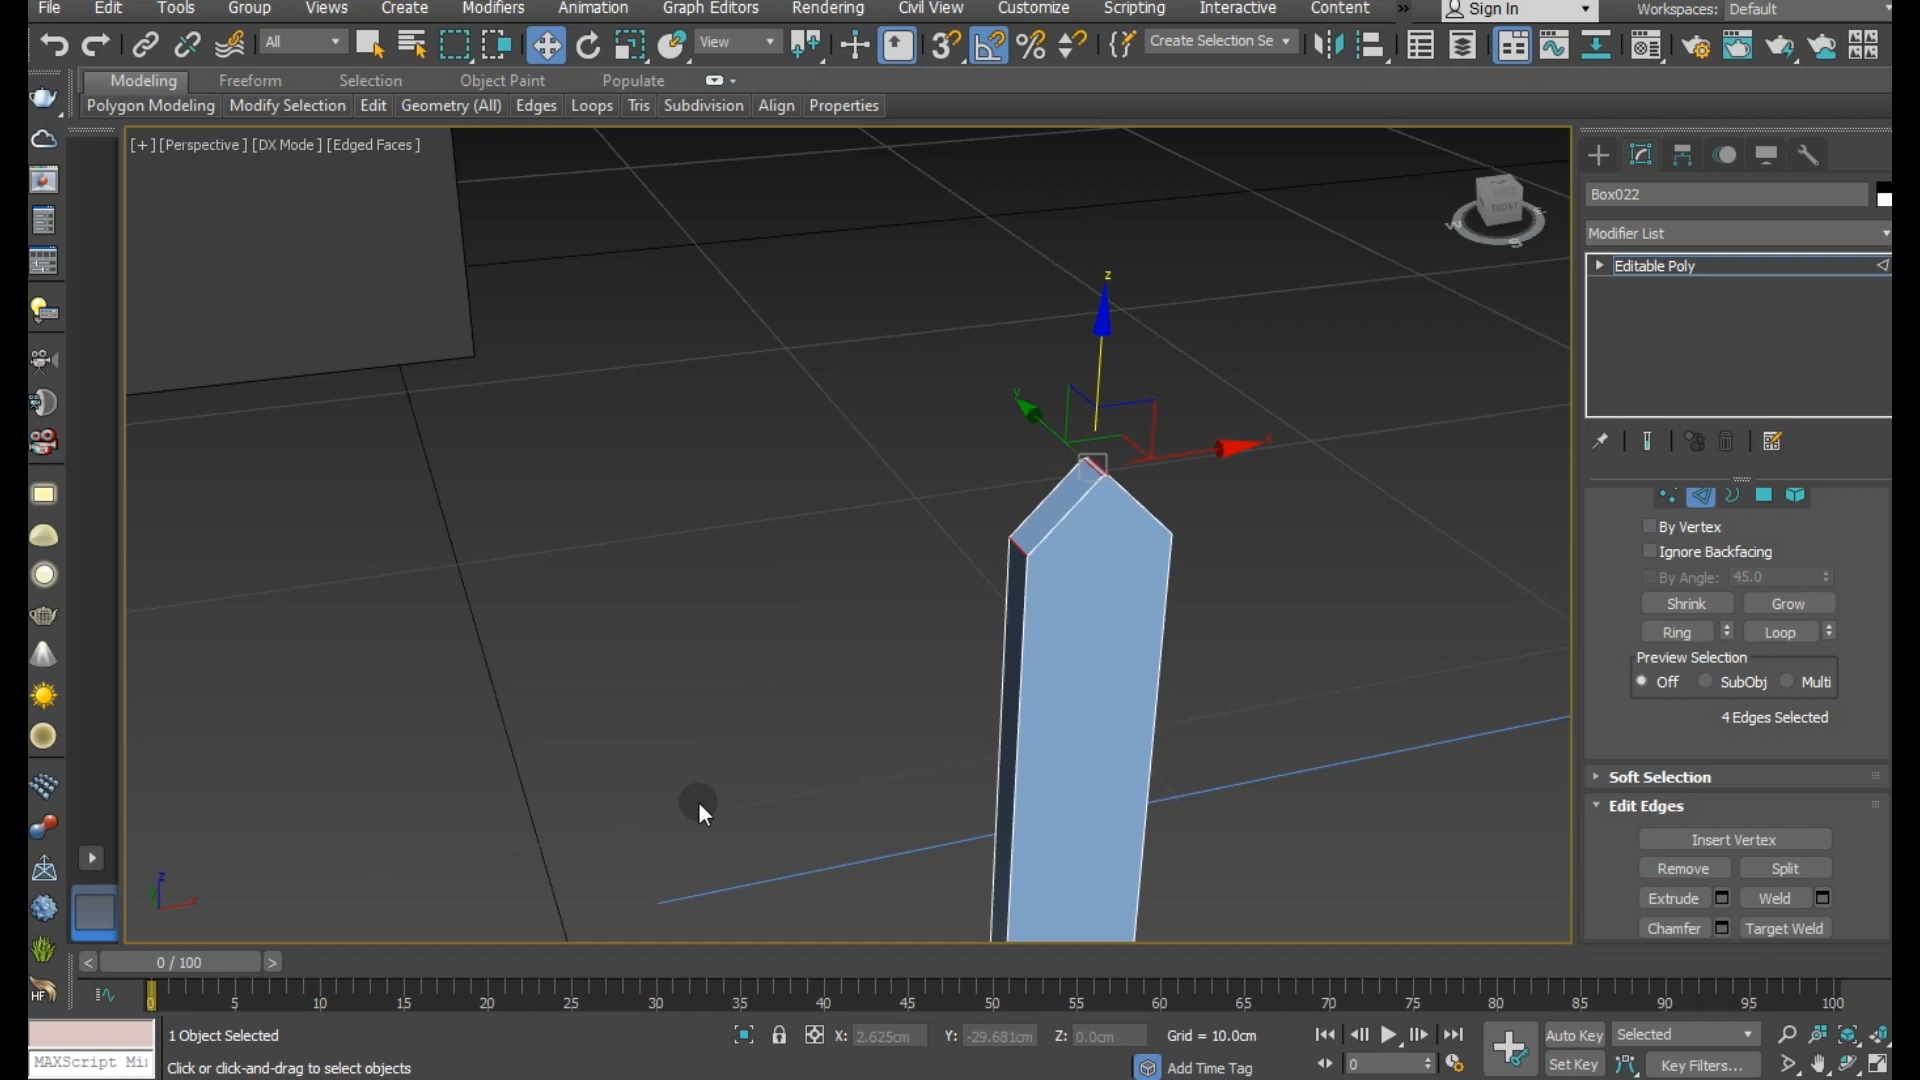 File Edit Tools Group Views Create Modifiers Animation Graph Editors Rendering Civil View Customize Scripting Interactive Content » Sign In Workspaces: Default
All View Create Selection Se
Modeling Freeform Selection Object Paint Populate
Polygon Modeling Modify Selection Edit Geometry (All) Edges Loops Tris Subdivision Align Properties
[+] [Perspective] [DX Mode] [Edged Faces]
FRONT
W
S
Box022
Modifier List
Editable Poly
z
y
x
By Vertex
Ignore Backfacing
By Angle: 45.0
Shrink Grow
Ring Loop
Preview Selection
Off SubObj Multi
4 Edges Selected
Soft Selection
Edit Edges
Insert Vertex
Remove Split
Extrude Weld
Chamfer Target Weld
z
x
HF
< 0 / 100 >
0 5 10 15 20 25 30 35 40 45 50 55 60 65 70 75 80 85 90 95 100
1 Object Selected X: 2.625cm Y: -29.681cm Z: 0.0cm Grid = 10.0cm Auto Key Selected
MAXScript Mi Click or click-and-drag to select objects Add Time Tag 0 Set Key Key Filters...